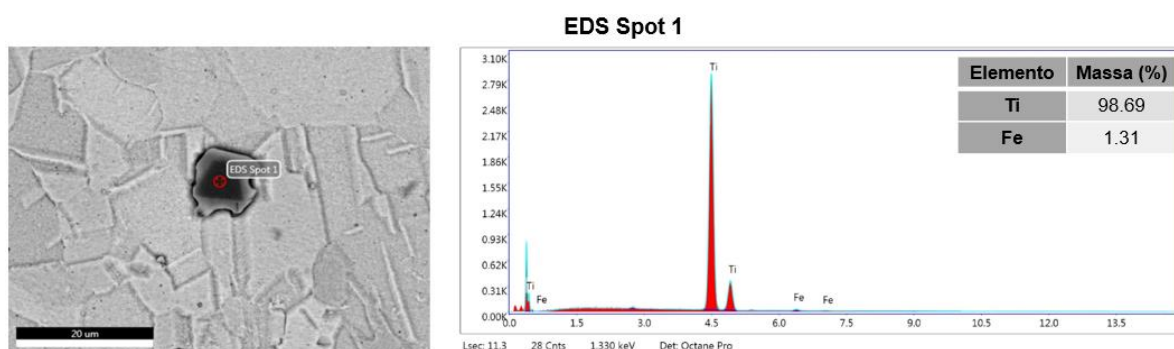 EDS Spot 1
EDS Spot 1
20 um
3.10K
2.79K
2.48K
2.17K
1.86K
1.55K
1.24K
0.93K
0.62K
0.31K
0.00K
Ti
Ti
Ti
Fe
Fe
Fe
0.0 1.5 3.0 4.5 6.0 7.5 9.0 10.5 12.0 13.5
Lsec: 11.3 28 Cnts 1.330 keV Det: Octane Pro
Elemento Massa (%)
Ti 98.69
Fe 1.31